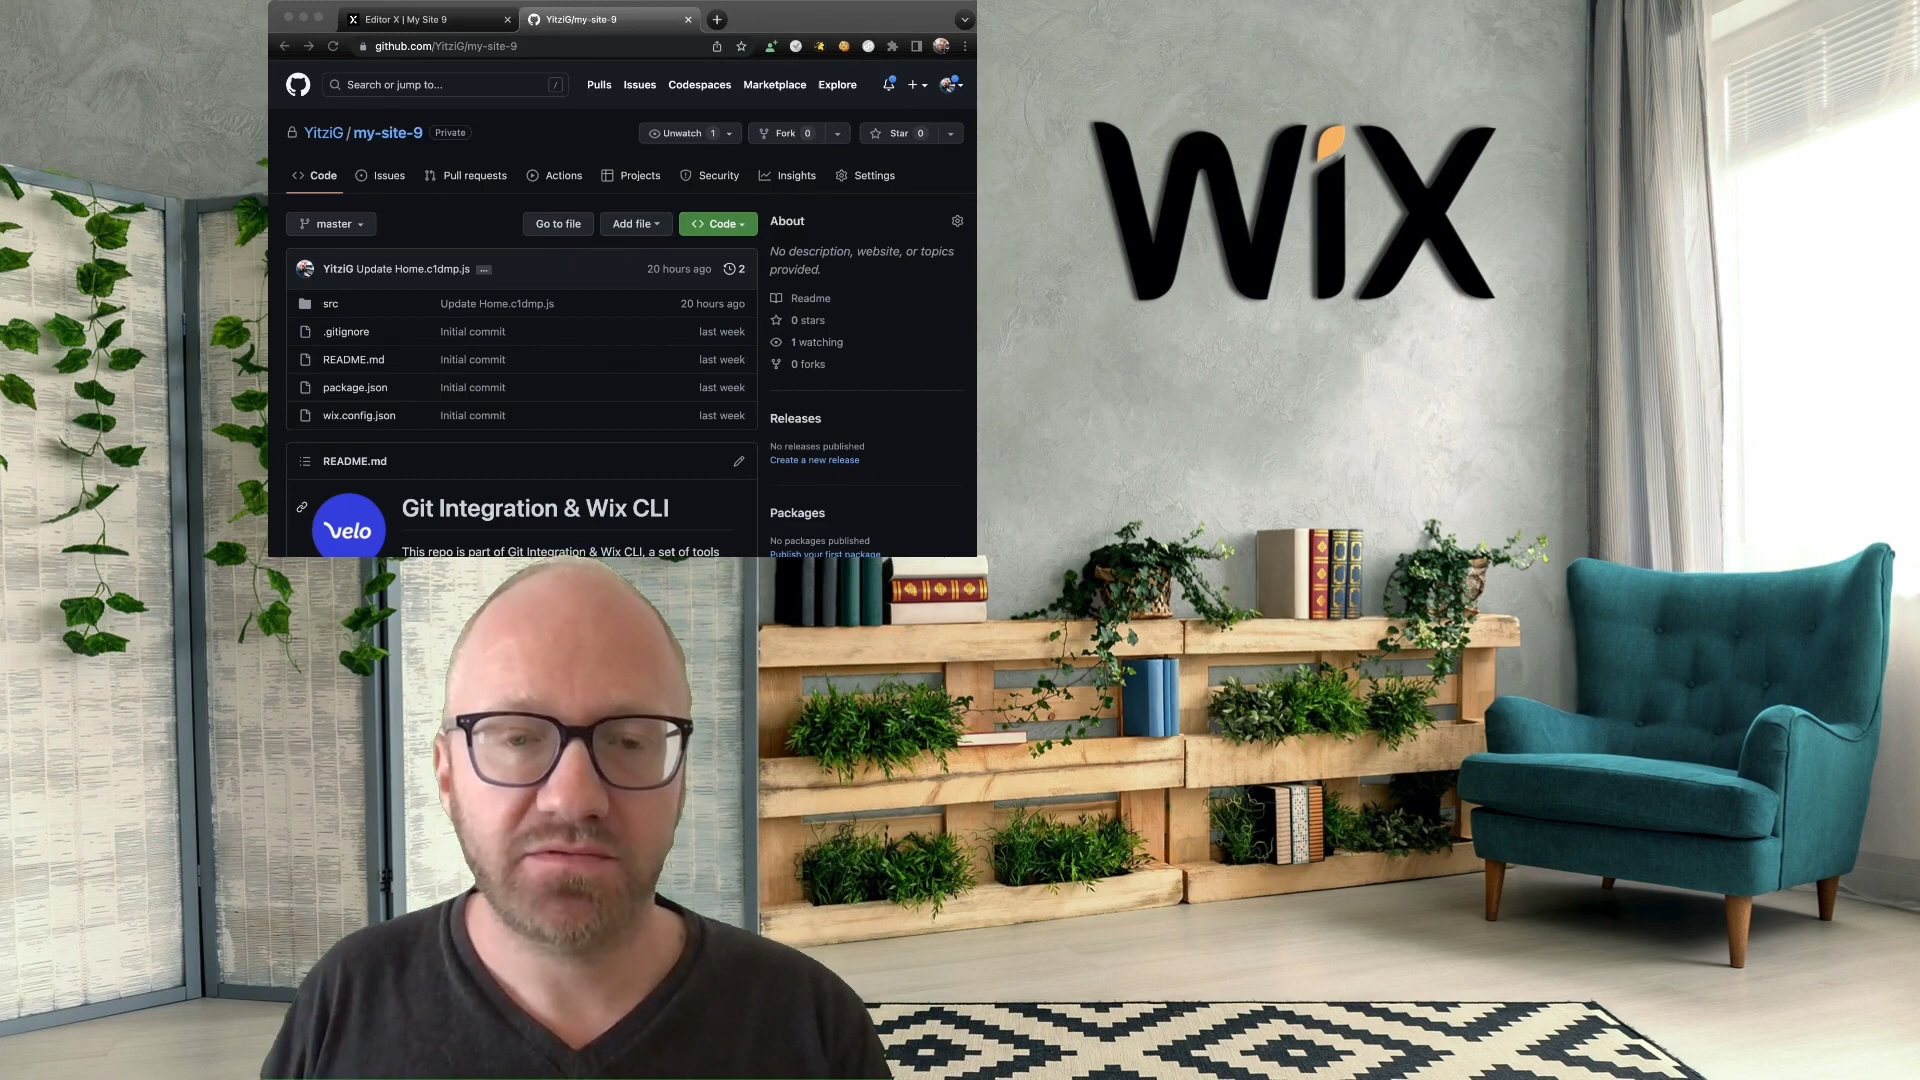 Editor X | My Site 9
YitziG/my-site-9
github.com/YitziG/my-site-9
Search or jump to...
/
Pulls
Issues
Codespaces
Marketplace
Explore
YitziG / my-site-9
Private
Unwatch 1
Fork 0
Star 0
Code
Issues
Pull requests
Actions
Projects
Security
Insights
Settings
master
Go to file
Add file
Code
YitziG Update Home.c1dmp.js ...
20 hours ago
2
src Update Home.c1dmp.js 20 hours ago
.gitignore Initial commit last week
README.md Initial commit last week
package.json Initial commit last week
wix.config.json Initial commit last week
README.md
velo
Git Integration & Wix CLI
This repo is part of Git Integration & Wix CLI, a set of tools
About
No description, website, or topics
provided.
Readme
0 stars
1 watching
0 forks
Releases
No releases published
Create a new release
Packages
No packages published
Publish your first package
WiX